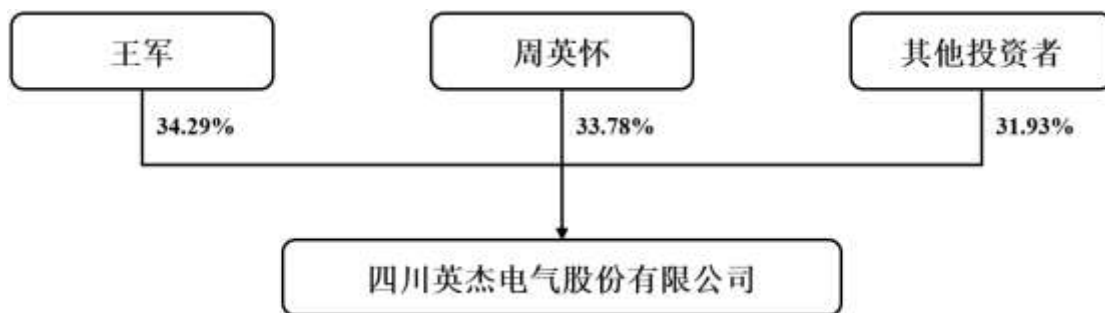 王军
周英怀
其他投资者
34.29%
33.78%
31.93%
四川英杰电气股份有限公司